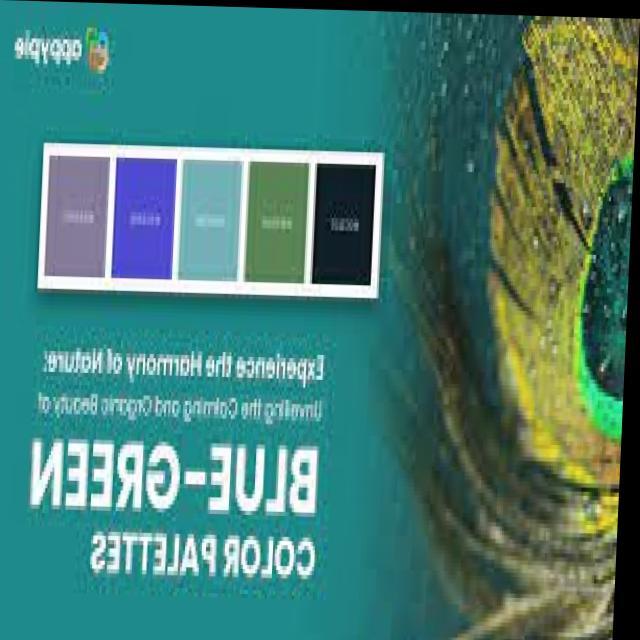 appypie
Experience the Harmony of Nature:
Unveiling the Calming and Organic Beauty of
BLUE-GREEN
COLOR PALETTES